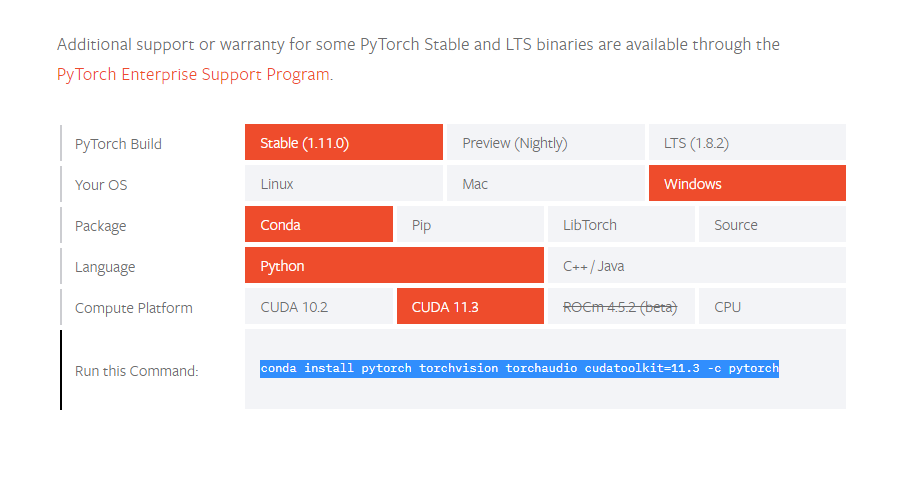 Additional support or warranty for some PyTorch Stable and LTS binaries are available through the
PyTorch Enterprise Support Program.
PyTorch Build Stable (1.11.0) Preview (Nightly) LTS (1.8.2)
Your OS Linux Mac Windows
Package Conda Pip LibTorch Source
Language Python C++ / Java
Compute Platform CUDA 10.2 CUDA 11.3 ROCm 4.5.2 (beta) CPU
Run this Command: conda install pytorch torchvision torchaudio cudatoolkit=11.3 -c pytorch